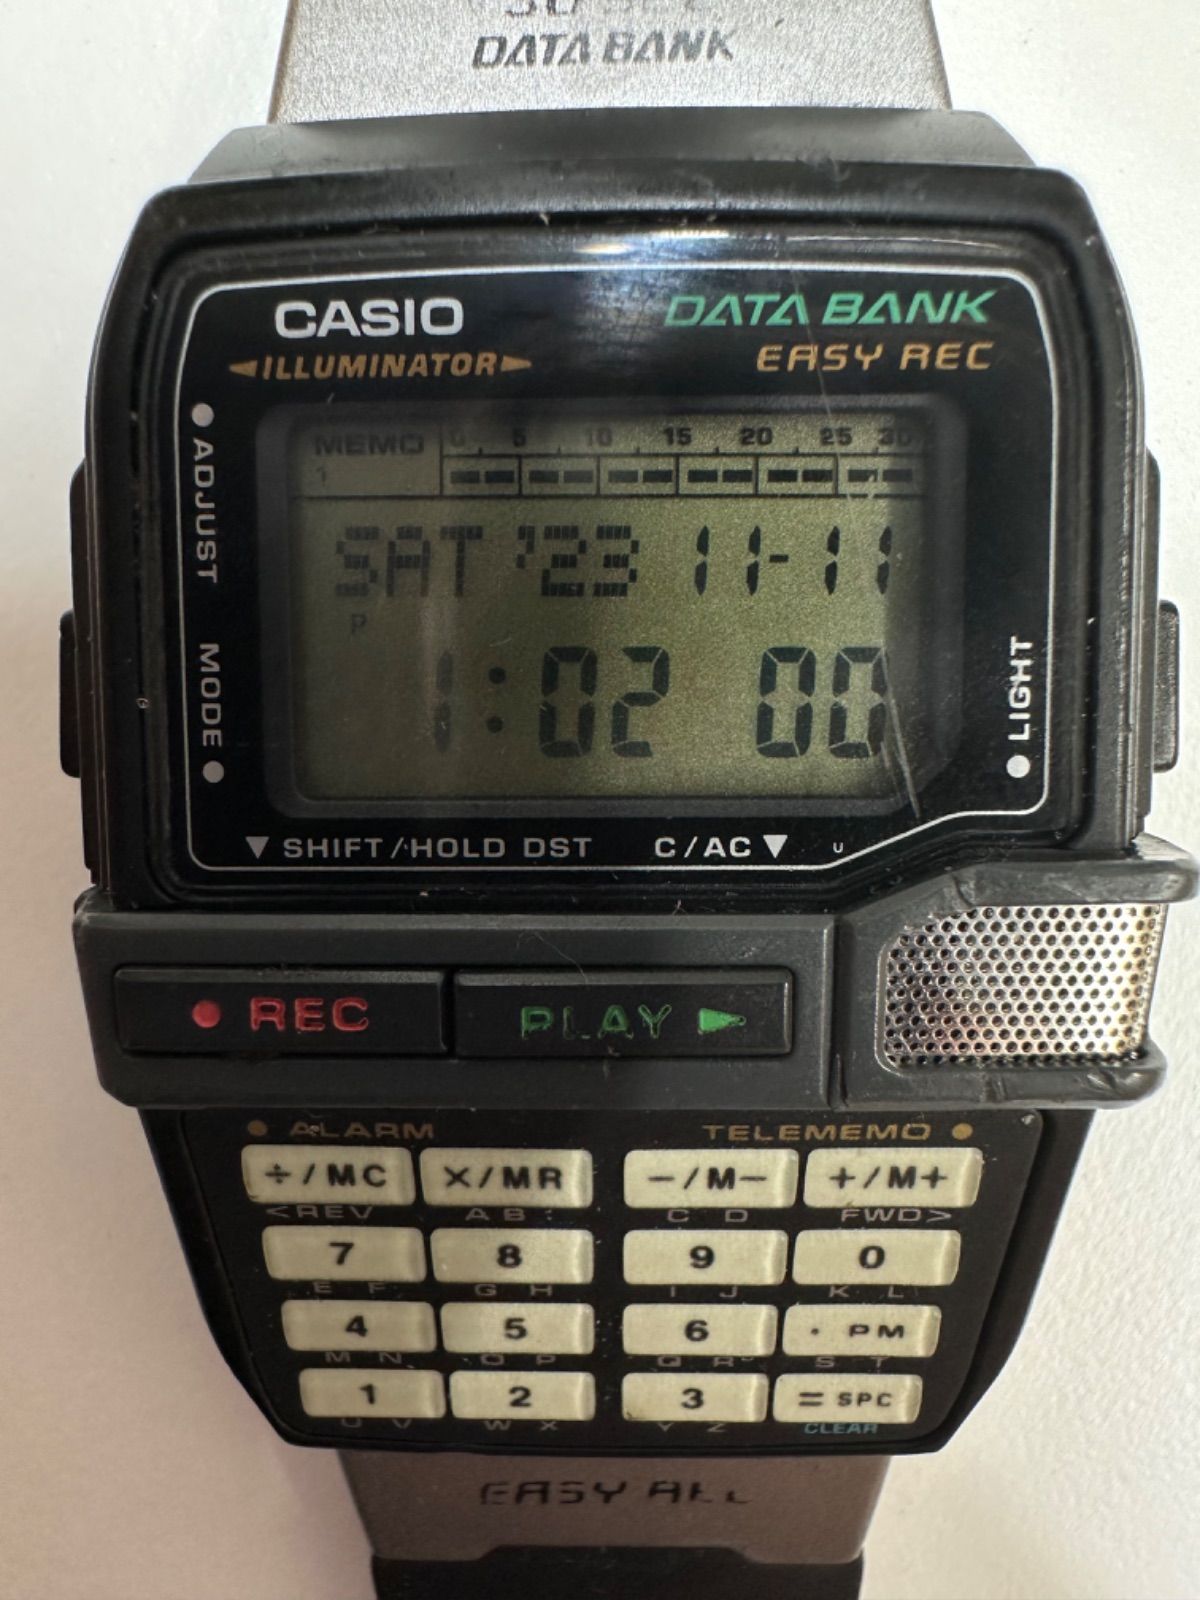 DATA BANK
CASIO DATA BANK
ILLUMINATOR EASY REC
ADJUST
MODE
LIGHT
MEMO 0 5 10 15 20 25 30
1
SAT '23 11-11
P
1:02 00
▼ SHIFT/HOLD DST C/AC ▼ U
● REC PLAY ►
● ALARM TELEMEMO ●
÷/MC ×/MR −/M− +/M+
<REV A B C D FWD>
7 8 9 0
E F G H I J K L
4 5 6 · PM
M N O P Q R S T
1 2 3 = SPC
U V W X Y Z CLEAR
EASY